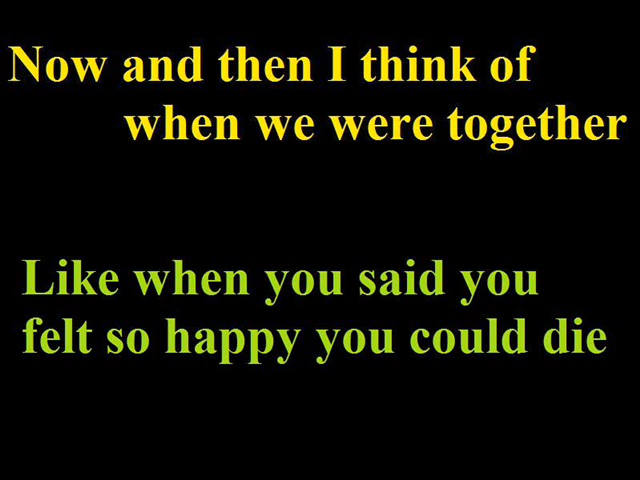 Now and then I think of
when we were together
Like when you said you
felt so happy you could die